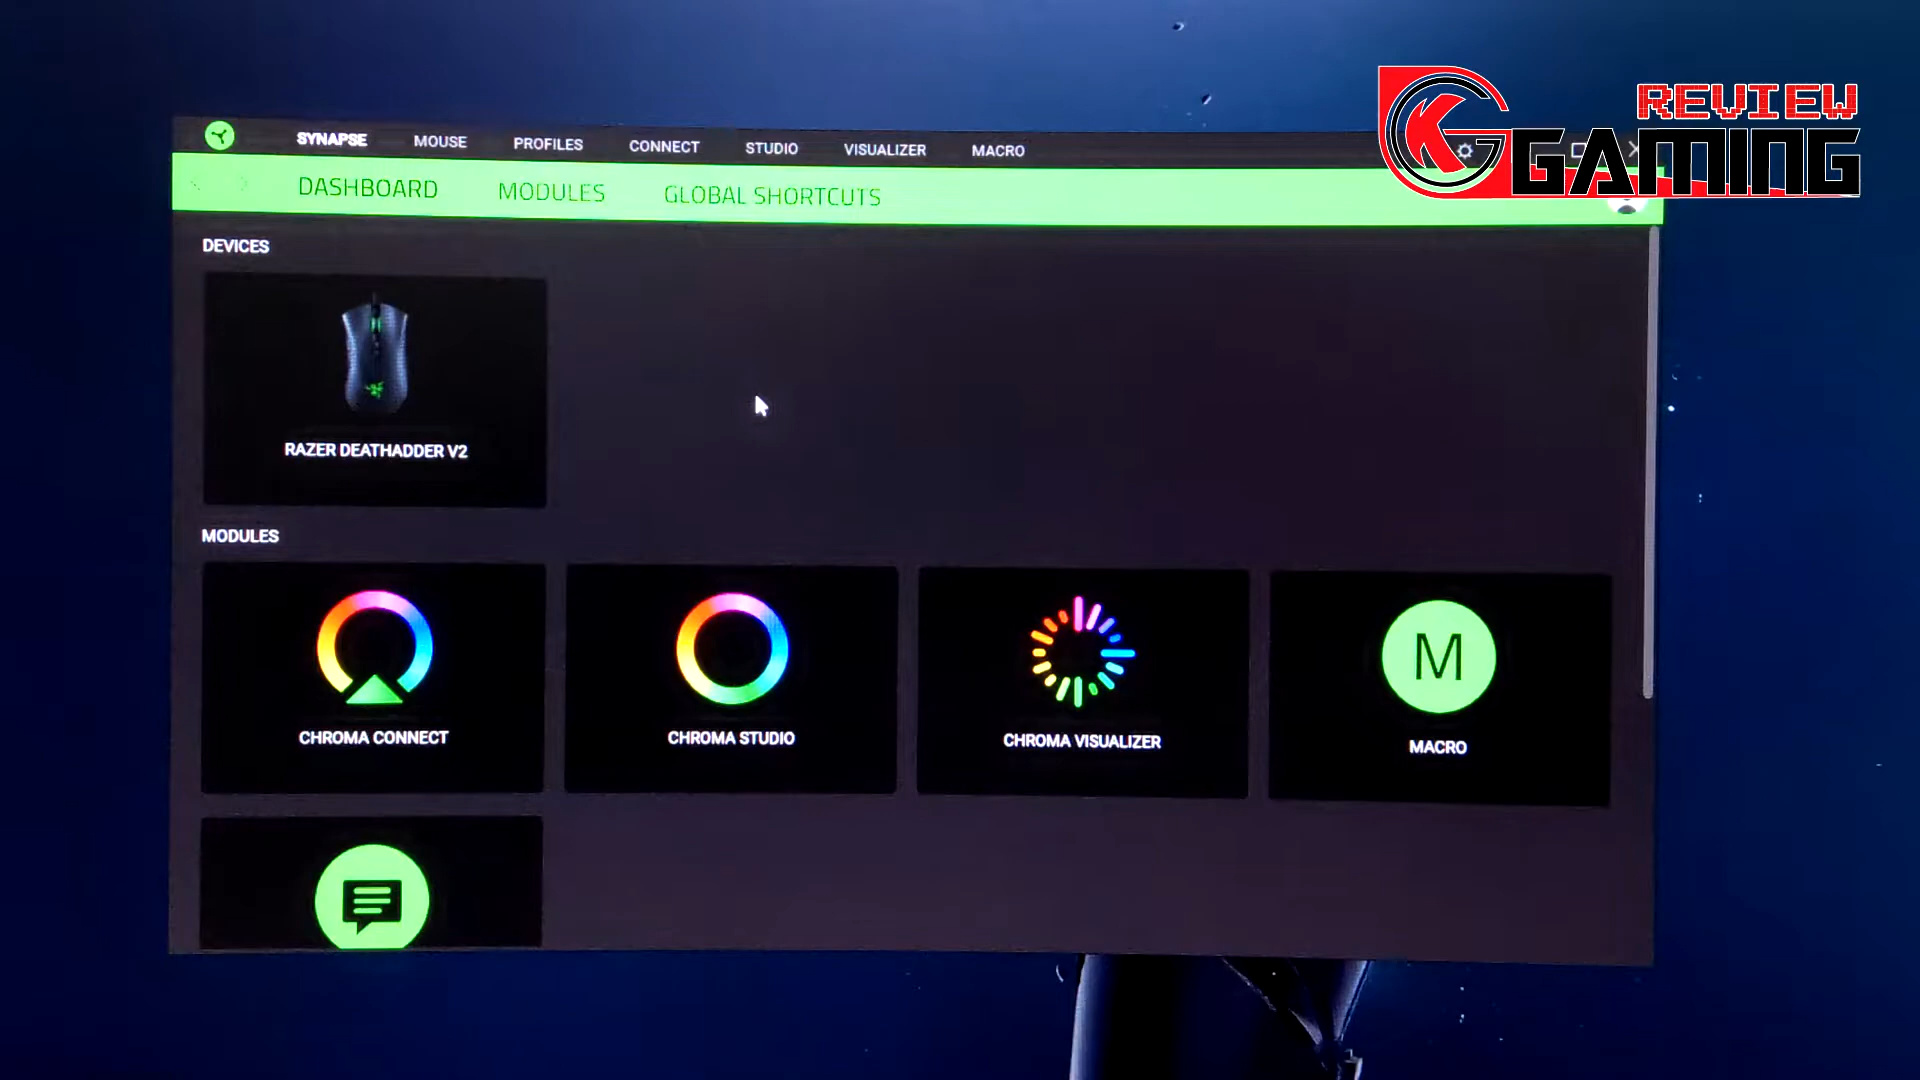 REVIEW
KG GAMING
SYNAPSE MOUSE PROFILES CONNECT STUDIO VISUALIZER MACRO
DASHBOARD MODULES GLOBAL SHORTCUTS
DEVICES
RAZER DEATHADDER V2
MODULES
M
CHROMA CONNECT CHROMA STUDIO CHROMA VISUALIZER MACRO